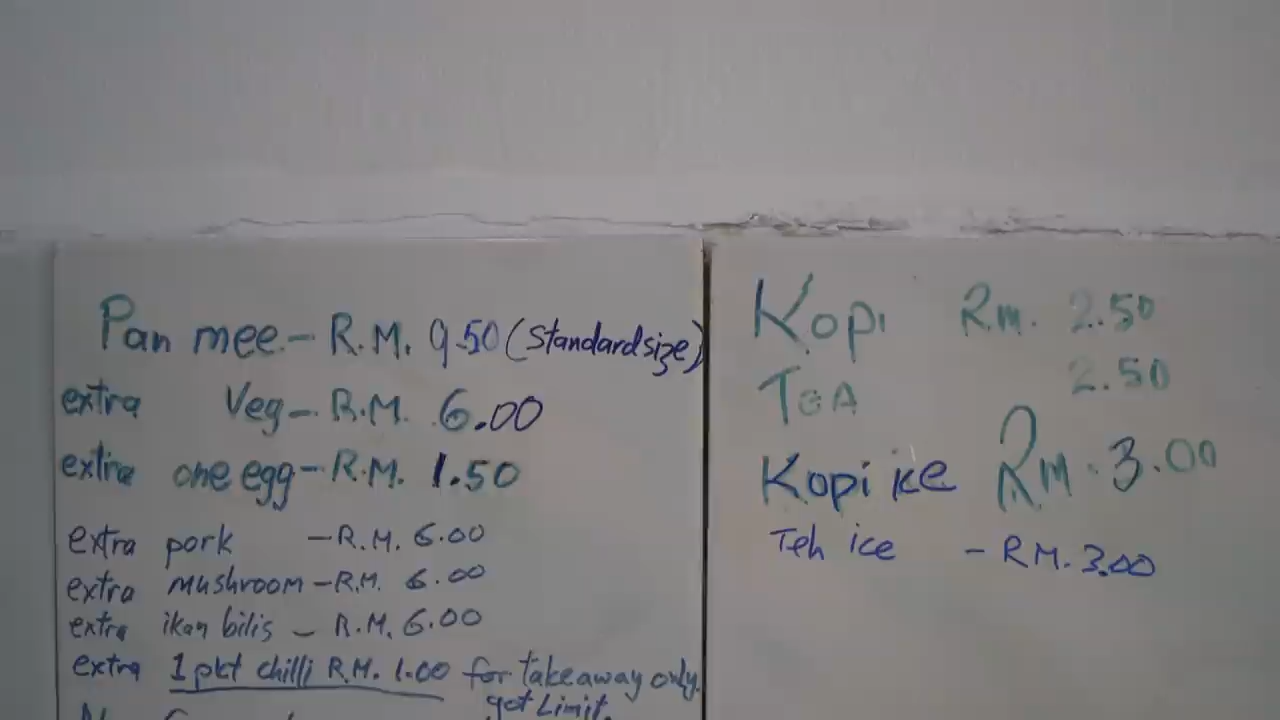 Pan mee - R.M. 9.50 (Standard size)
extra Veg - R.M. 6.00
extra one egg - R.M. 1.50
extra pork - R.M. 6.00
extra mushroom - R.M. 6.00
extra ikan bilis - R.M. 6.00
extra 1 pkt chilli R.M. 1.00 for takeaway only.
got Limit.
Kopi Rm. 2.50
TeA 2.50
Kopi ice Rm. 3.00
Teh ice - RM. 3.00